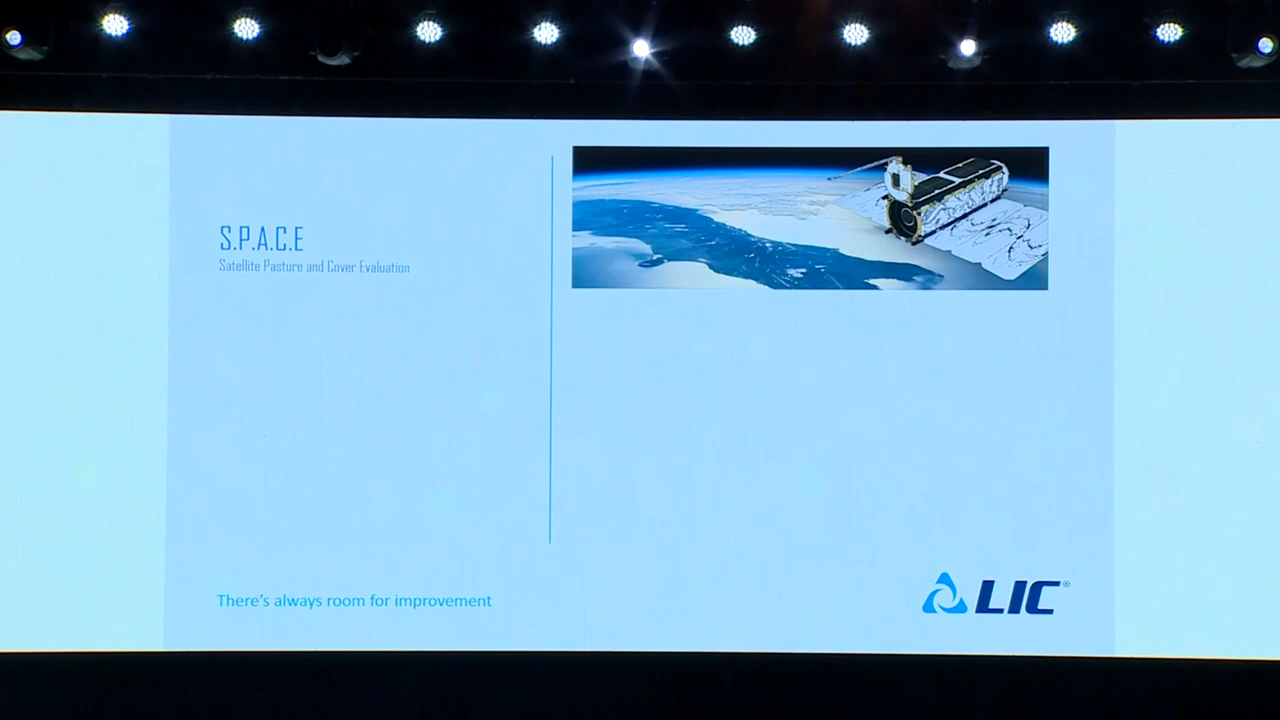 S.P.A.C.E
Satellite Pasture and Cover Evaluation
There's always room for improvement
LIC®